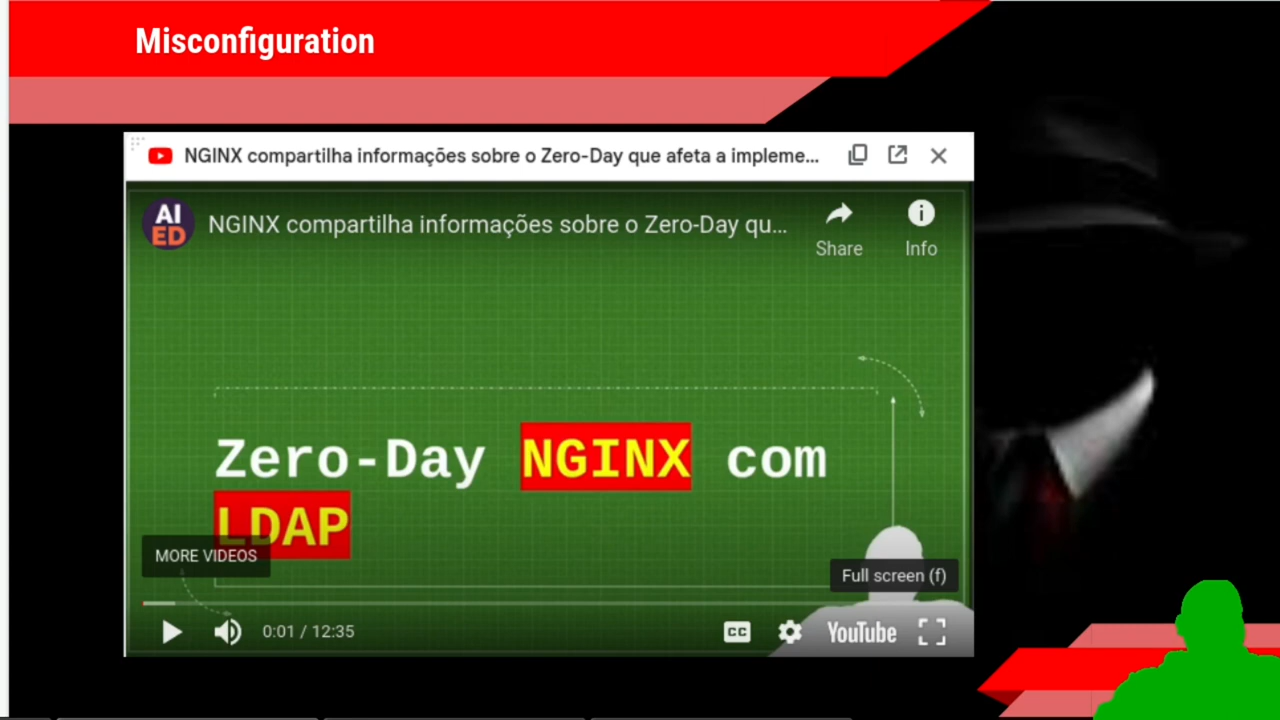 Misconfiguration
NGINX compartilha informações sobre o Zero-Day que afeta a impleme...
AI
ED
NGINX compartilha informações sobre o Zero-Day qu...
Share
Info
Zero-Day NGINX com
LDAP
MORE VIDEOS
Full screen (f)
0:01 / 12:35
CC
YouTube